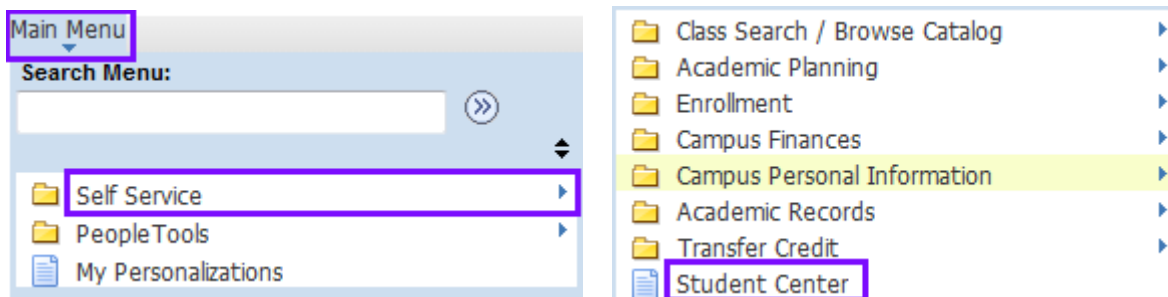 Main Menu
Search Menu:
Self Service
PeopleTools
My Personalizations
Class Search / Browse Catalog
Academic Planning
Enrollment
Campus Finances
Campus Personal Information
Academic Records
Transfer Credit
Student Center